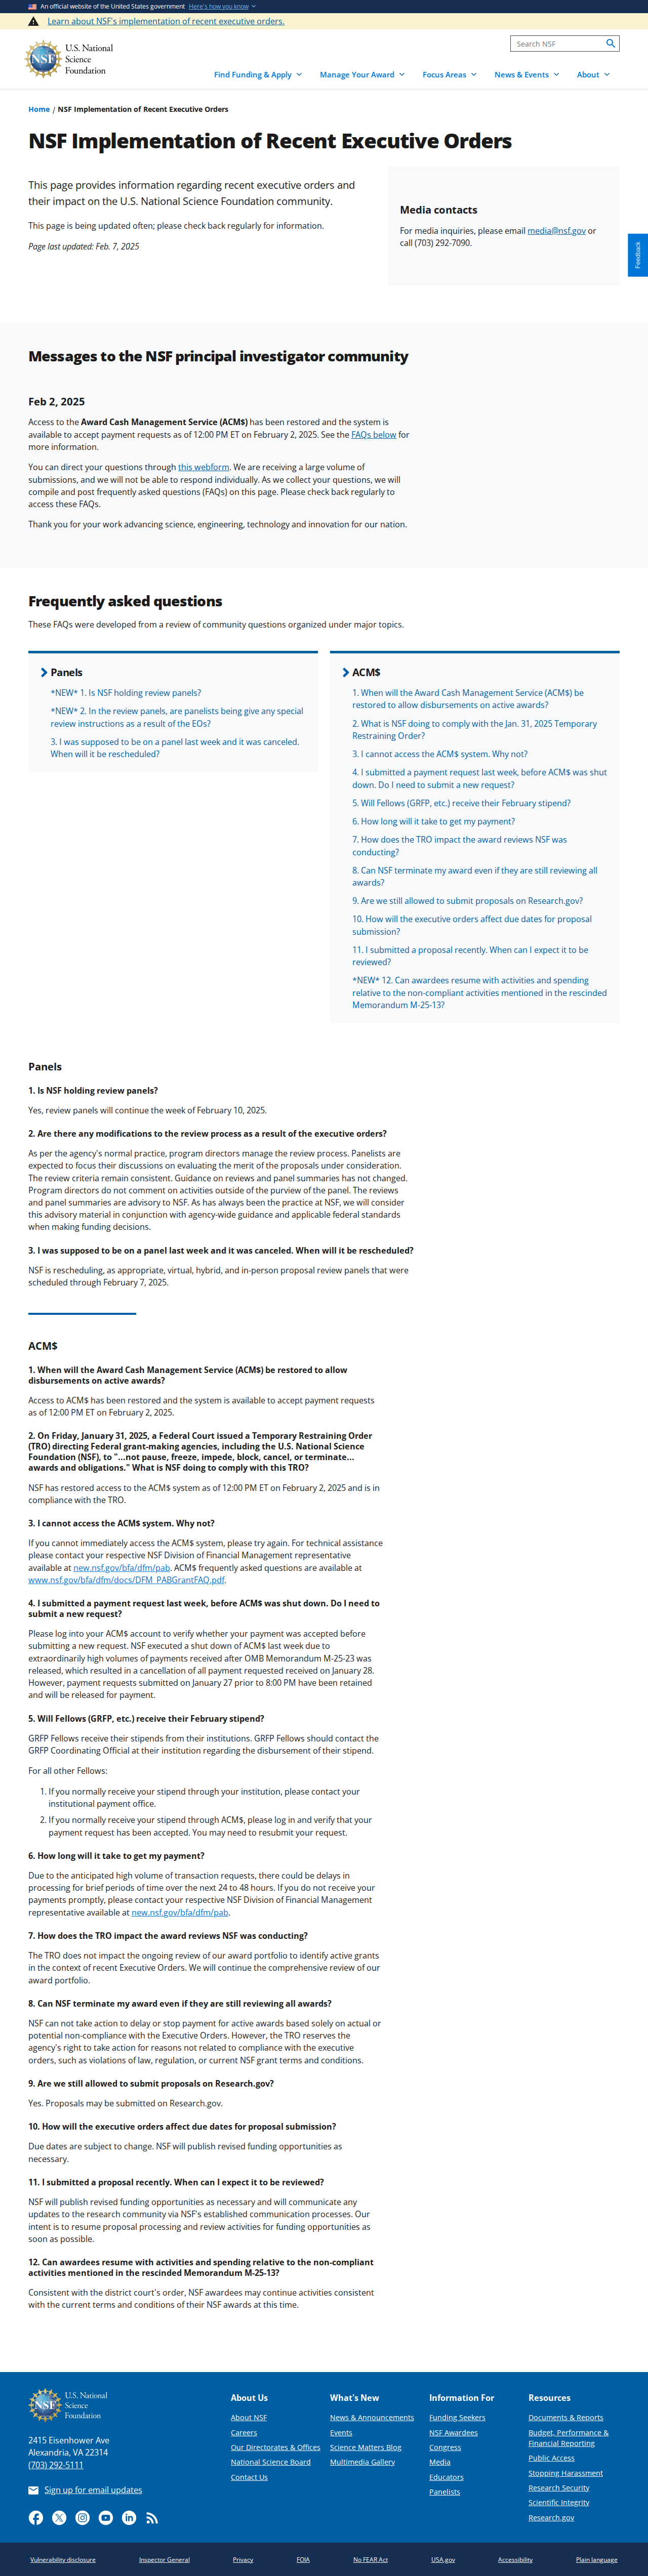 An official website of the United States government Here's how you know
Learn about NSF's implementation of recent executive orders.
U.S. National
Science
Foundation
NSF
Search NSF
Find Funding & Apply
Manage Your Award
Focus Areas
News & Events
About
Home / NSF Implementation of Recent Executive Orders
NSF Implementation of Recent Executive Orders
This page provides information regarding recent executive orders and
their impact on the U.S. National Science Foundation community.
This page is being updated often; please check back regularly for information.
Page last updated: Feb. 7, 2025
Media contacts
For media inquiries, please email media@nsf.gov or
call (703) 292-7090.
Feedback
Messages to the NSF principal investigator community
Feb 2, 2025
Access to the Award Cash Management Service (ACM$) has been restored and the system is
available to accept payment requests as of 12:00 PM ET on February 2, 2025. See the FAQs below for
more information.
You can direct your questions through this webform. We are receiving a large volume of
submissions, and we will not be able to respond individually. As we collect your questions, we will
compile and post frequently asked questions (FAQs) on this page. Please check back regularly to
access these FAQs.
Thank you for your work advancing science, engineering, technology and innovation for our nation.
Frequently asked questions
These FAQs were developed from a review of community questions organized under major topics.
Panels
*NEW* 1. Is NSF holding review panels?
*NEW* 2. In the review panels, are panelists being give any special
review instructions as a result of the EOs?
3. I was supposed to be on a panel last week and it was canceled.
When will it be rescheduled?
ACM$
1. When will the Award Cash Management Service (ACM$) be
restored to allow disbursements on active awards?
2. What is NSF doing to comply with the Jan. 31, 2025 Temporary
Restraining Order?
3. I cannot access the ACM$ system. Why not?
4. I submitted a payment request last week, before ACM$ was shut
down. Do I need to submit a new request?
5. Will Fellows (GRFP, etc.) receive their February stipend?
6. How long will it take to get my payment?
7. How does the TRO impact the award reviews NSF was
conducting?
8. Can NSF terminate my award even if they are still reviewing all
awards?
9. Are we still allowed to submit proposals on Research.gov?
10. How will the executive orders affect due dates for proposal
submission?
11. I submitted a proposal recently. When can I expect it to be
reviewed?
*NEW* 12. Can awardees resume with activities and spending
relative to the non-compliant activities mentioned in the rescinded
Memorandum M-25-13?
Panels
1. Is NSF holding review panels?
Yes, review panels will continue the week of February 10, 2025.
2. Are there any modifications to the review process as a result of the executive orders?
As per the agency's normal practice, program directors manage the review process. Panelists are
expected to focus their discussions on evaluating the merit of the proposals under consideration.
The review criteria remain consistent. Guidance on reviews and panel summaries has not changed.
Program directors do not comment on activities outside of the purview of the panel. The reviews
and panel summaries are advisory to NSF. As has always been the practice at NSF, we will consider
this advisory material in conjunction with agency-wide guidance and applicable federal standards
when making funding decisions.
3. I was supposed to be on a panel last week and it was canceled. When will it be rescheduled?
NSF is rescheduling, as appropriate, virtual, hybrid, and in-person proposal review panels that were
scheduled through February 7, 2025.
ACM$
1. When will the Award Cash Management Service (ACM$) be restored to allow
disbursements on active awards?
Access to ACM$ has been restored and the system is available to accept payment requests
as of 12:00 PM ET on February 2, 2025.
2. On Friday, January 31, 2025, a Federal Court issued a Temporary Restraining Order
(TRO) directing Federal grant-making agencies, including the U.S. National Science
Foundation (NSF), to "...not pause, freeze, impede, block, cancel, or terminate...
awards and obligations." What is NSF doing to comply with this TRO?
NSF has restored access to the ACM$ system as of 12:00 PM ET on February 2, 2025 and is in
compliance with the TRO.
3. I cannot access the ACM$ system. Why not?
If you cannot immediately access the ACM$ system, please try again. For technical assistance
please contact your respective NSF Division of Financial Management representative
available at new.nsf.gov/bfa/dfm/pab. ACM$ frequently asked questions are available at
www.nsf.gov/bfa/dfm/docs/DFM_PABGrantFAQ.pdf.
4. I submitted a payment request last week, before ACM$ was shut down. Do I need to
submit a new request?
Please log into your ACM$ account to verify whether your payment was accepted before
submitting a new request. NSF executed a shut down of ACM$ last week due to
extraordinarily high volumes of payments received after OMB Memorandum M-25-23 was
released, which resulted in a cancellation of all payment requested received on January 28.
However, payment requests submitted on January 27 prior to 8:00 PM have been retained
and will be released for payment.
5. Will Fellows (GRFP, etc.) receive their February stipend?
GRFP Fellows receive their stipends from their institutions. GRFP Fellows should contact the
GRFP Coordinating Official at their institution regarding the disbursement of their stipend.
For all other Fellows:
1. If you normally receive your stipend through your institution, please contact your
institutional payment office.
2. If you normally receive your stipend through ACM$, please log in and verify that your
payment request has been accepted. You may need to resubmit your request.
6. How long will it take to get my payment?
Due to the anticipated high volume of transaction requests, there could be delays in
processing for brief periods of time over the next 24 to 48 hours. If you do not receive your
payments promptly, please contact your respective NSF Division of Financial Management
representative available at new.nsf.gov/bfa/dfm/pab.
7. How does the TRO impact the award reviews NSF was conducting?
The TRO does not impact the ongoing review of our award portfolio to identify active grants
in the context of recent Executive Orders. We will continue the comprehensive review of our
award portfolio.
8. Can NSF terminate my award even if they are still reviewing all awards?
NSF can not take action to delay or stop payment for active awards based solely on actual or
potential non-compliance with the Executive Orders. However, the TRO reserves the
agency's right to take action for reasons not related to compliance with the executive
orders, such as violations of law, regulation, or current NSF grant terms and conditions.
9. Are we still allowed to submit proposals on Research.gov?
Yes. Proposals may be submitted on Research.gov.
10. How will the executive orders affect due dates for proposal submission?
Due dates are subject to change. NSF will publish revised funding opportunities as
necessary.
11. I submitted a proposal recently. When can I expect it to be reviewed?
NSF will publish revised funding opportunities as necessary and will communicate any
updates to the research community via NSF's established communication processes. Our
intent is to resume proposal processing and review activities for funding opportunities as
soon as possible.
12. Can awardees resume with activities and spending relative to the non-compliant
activities mentioned in the rescinded Memorandum M-25-13?
Consistent with the district court's order, NSF awardees may continue activities consistent
with the current terms and conditions of their NSF awards at this time.
NSF
U.S. National
Science
Foundation
2415 Eisenhower Ave
Alexandria, VA 22314
(703) 292-5111
Sign up for email updates
About Us
About NSF
Careers
Our Directorates & Offices
National Science Board
Contact Us
What's New
News & Announcements
Events
Science Matters Blog
Multimedia Gallery
Information For
Funding Seekers
NSF Awardees
Congress
Media
Educators
Panelists
Resources
Documents & Reports
Budget, Performance &
Financial Reporting
Public Access
Stopping Harassment
Research Security
Scientific Integrity
Research.gov
Vulnerability disclosure
Inspector General
Privacy
FOIA
No FEAR Act
USA.gov
Accessibility
Plain language